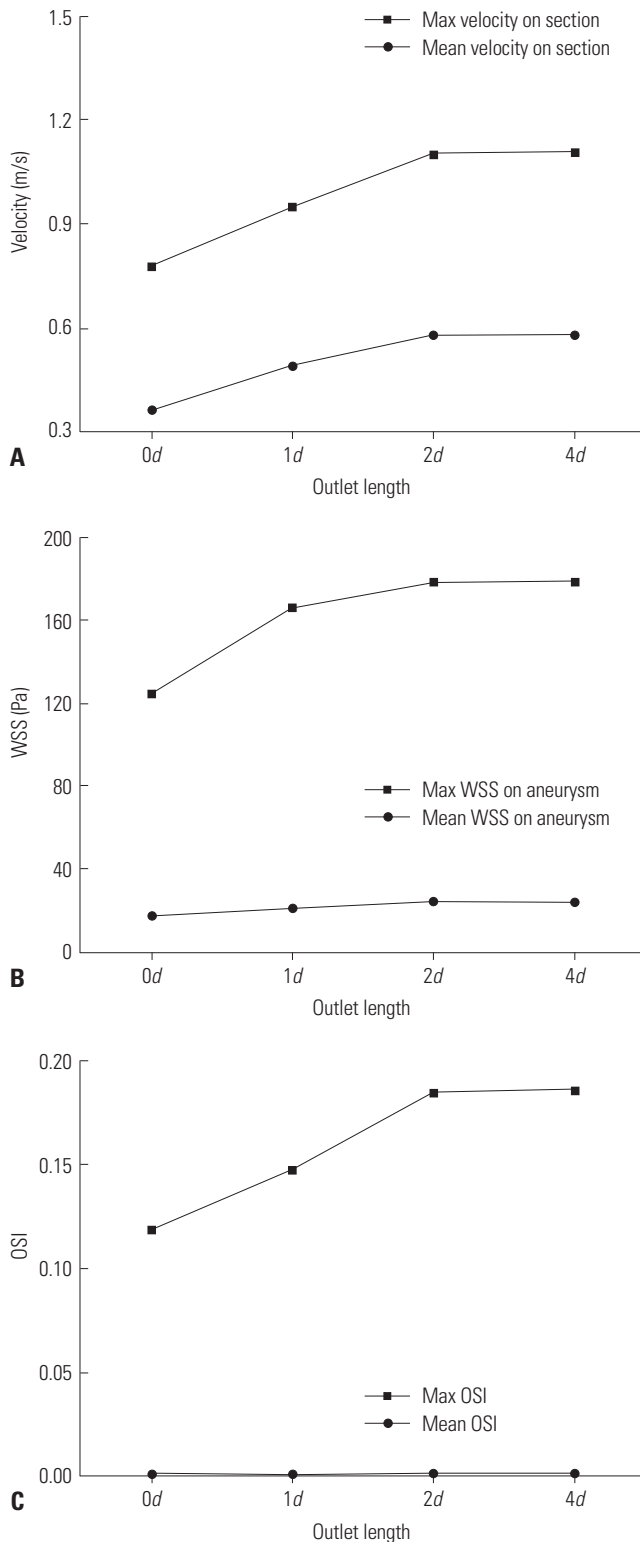 1.5
Max velocity on section
Mean velocity on section
1.2
0.9
0.6
0.3
Velocity (m/s)
0d
1d
2d
4d
Outlet length
A
200
160
120
80
40
0
WSS (Pa)
Max WSS on aneurysm
Mean WSS on aneurysm
0d
1d
2d
4d
Outlet length
B
0.20
0.15
0.10
0.05
0.00
OSI
Max OSI
Mean OSI
0d
1d
2d
4d
Outlet length
C